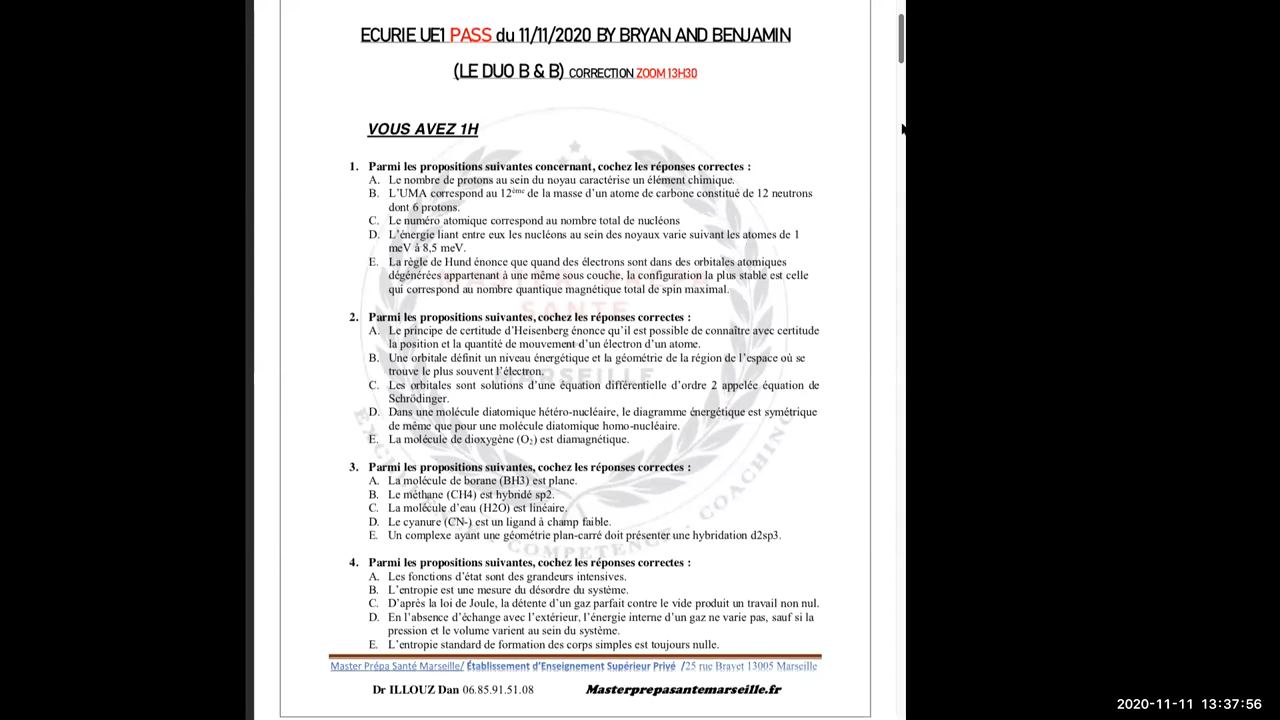 ECURIE UE1 PASS du 11/11/2020 BY BRYAN AND BENJAMIN
(LE DUO B & B) CORRECTION ZOOM 13H30
VOUS AVEZ 1H
1. Parmi les propositions suivantes concernant, cochez les réponses correctes :
A. Le nombre de protons au sein du noyau caractérise un élément chimique.
B. L'UMA correspond au 12ème de la masse d'un atome de carbone constitué de 12 neutrons
dont 6 protons.
C. Le numéro atomique correspond au nombre total de nucléons
D. L'énergie liant entre eux les nucléons au sein des noyaux varie suivant les atomes de 1
meV à 8,5 meV.
E. La règle de Hund énonce que quand des électrons sont dans des orbitales atomiques
dégénérées appartenant à une même sous couche, la configuration la plus stable est celle
qui correspond au nombre quantique magnétique total de spin maximal.
2. Parmi les propositions suivantes, cochez les réponses correctes :
A. Le principe de certitude d'Heisenberg énonce qu'il est possible de connaître avec certitude
la position et la quantité de mouvement d'un électron d'un atome.
B. Une orbitale définit un niveau énergétique et la géométrie de la région de l'espace où se
trouve le plus souvent l'électron.
C. Les orbitales sont solutions d'une équation différentielle d'ordre 2 appelée équation de
Schrödinger.
D. Dans une molécule diatomique hétéro-nucléaire, le diagramme énergétique est symétrique
de même que pour une molécule diatomique homo-nucléaire.
E. La molécule de dioxygène (O₂) est diamagnétique.
3. Parmi les propositions suivantes, cochez les réponses correctes :
A. La molécule de borane (BH3) est plane.
B. Le méthane (CH4) est hybridé sp2.
C. La molécule d'eau (H2O) est linéaire.
D. Le cyanure (CN-) est un ligand à champ faible.
E. Un complexe ayant une géométrie plan-carré doit présenter une hybridation d2sp3.
4. Parmi les propositions suivantes, cochez les réponses correctes :
A. Les fonctions d'état sont des grandeurs intensives.
B. L'entropie est une mesure du désordre du système.
C. D'après la loi de Joule, la détente d'un gaz parfait contre le vide produit un travail non nul.
D. En l'absence d'échange avec l'extérieur, l'énergie interne d'un gaz ne varie pas, sauf si la
pression et le volume varient au sein du système.
E. L'entropie standard de formation des corps simples est toujours nulle.
Master Prépa Santé Marseille/ Établissement d'Enseignement Supérieur Privé /25 rue Brayet 13005 Marseille
Dr ILLOUZ Dan 06.85.91.51.08 Masterprepasantemarseille.fr
SANTE
MARSEILLE
COMPETENCE - COACHING
2020-11-11 13:37:56